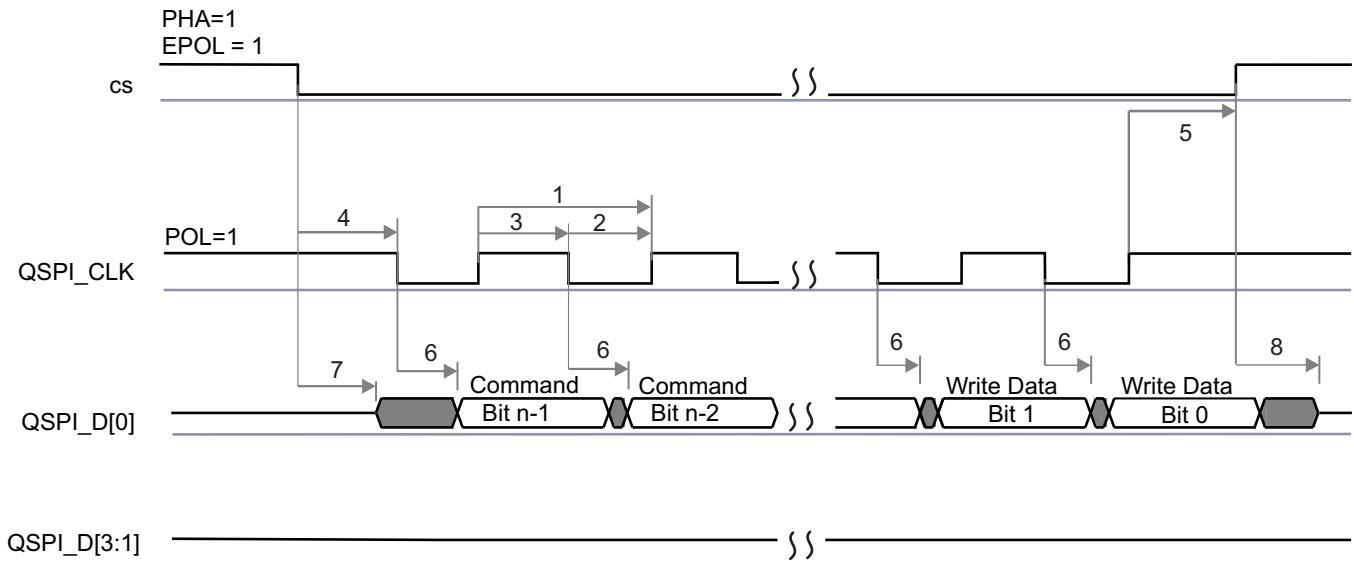 PHA=1
EPOL = 1
cs
5
1
4
3
2
POL=1
QSPI_CLK
7
6
6
6
6
8
Command
Command
Write Data
Write Data
QSPI_D[0]
Bit n-1
Bit n-2
Bit 1
Bit 0
QSPI_D[3:1]